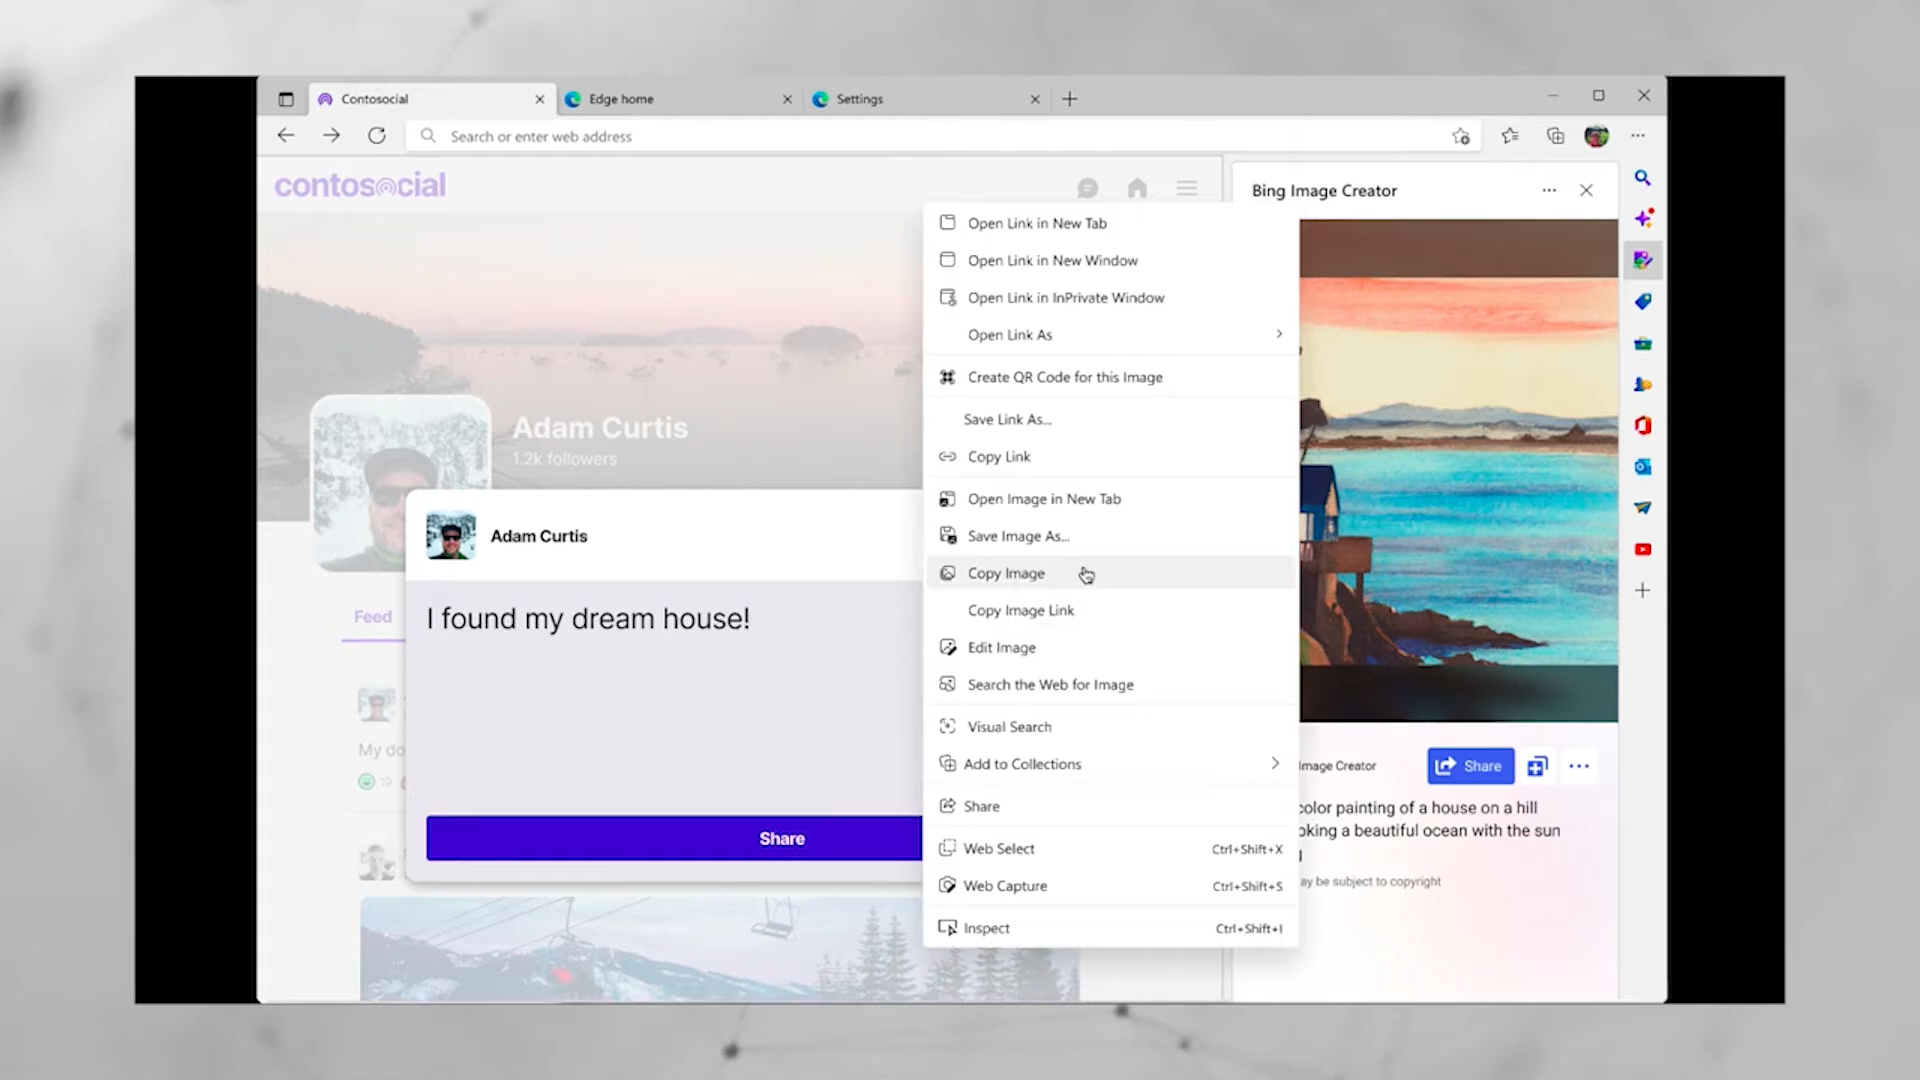 Contosocial
Edge home
Settings
Search or enter web address
contosocial
Bing Image Creator
Adam Curtis
1.2k followers
Adam Curtis
I found my dream house!
Feed
My do
19
Share
Open Link in New Tab
Open Link in New Window
Open Link in InPrivate Window
Open Link As
Create QR Code for this Image
Save Link As...
Copy Link
Open Image in New Tab
Save Image As...
Copy Image
Copy Image Link
Edit Image
Search the Web for Image
Visual Search
Add to Collections
Share
Web Select Ctrl+Shift+X
Web Capture Ctrl+Shift+S
Inspect Ctrl+Shift+I
Image Creator
Share
color painting of a house on a hill
oking a beautiful ocean with the sun
ay be subject to copyright